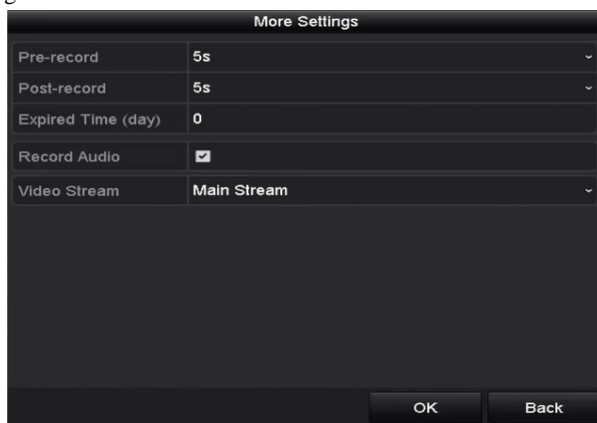 More Settings
Pre-record 5s
Post-record 5s
Expired Time (day) 0
Record Audio
Video Stream Main Stream
OK Back